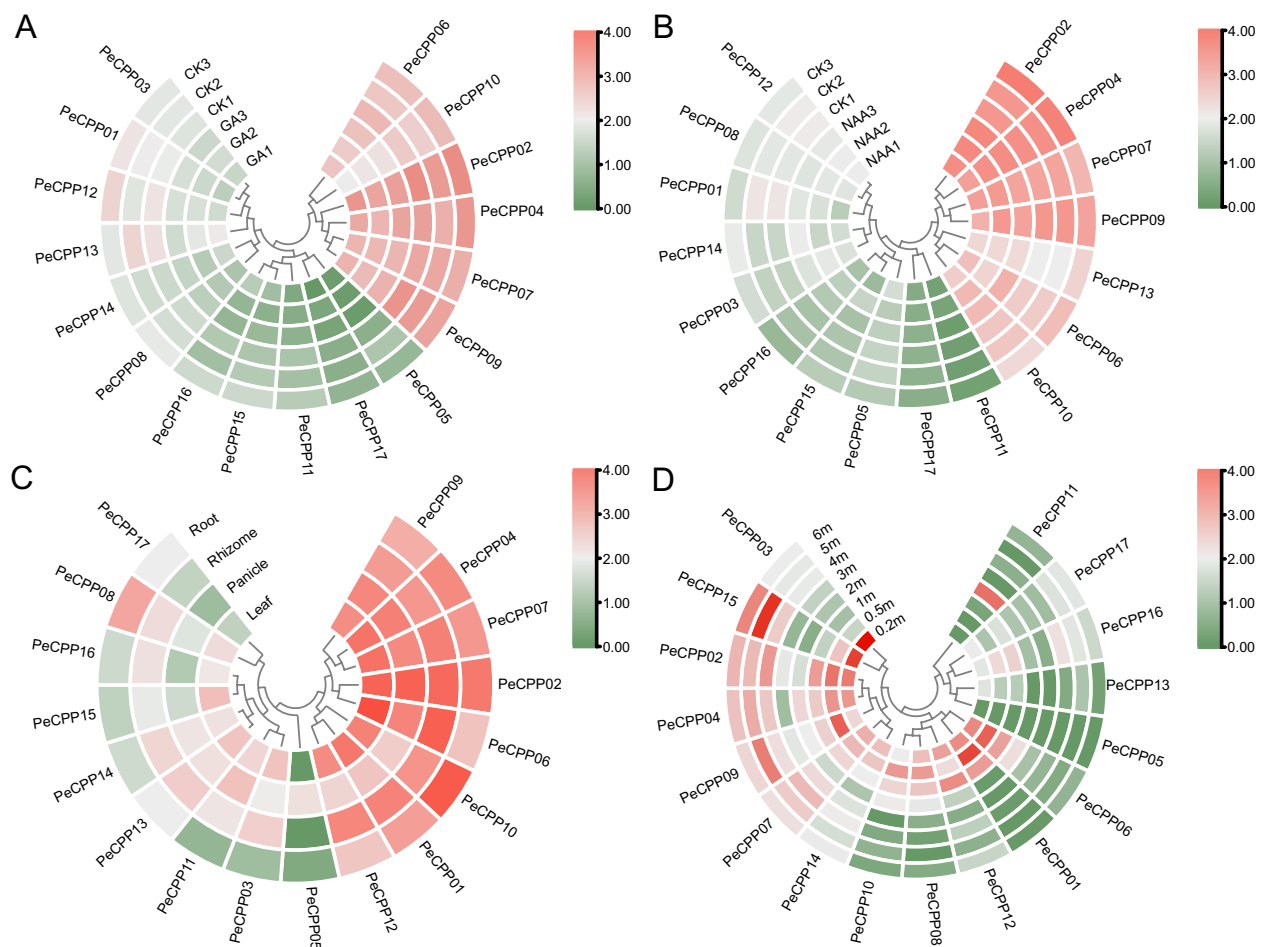 A
PeCPP06
PeCPP10
PeCPP02
PeCPP04
PeCPP07
PeCPP09
PeCPP05
PeCPP17
PeCPP11
PeCPP15
PeCPP16
PeCPP08
PeCPP14
PeCPP13
PeCPP12
PeCPP01
PeCPP03
CK3
CK2
CK1
GA3
GA2
GA1
4.00
3.00
2.00
1.00
0.00
B
PeCPP02
PeCPP04
PeCPP07
PeCPP09
PeCPP13
PeCPP06
PeCPP10
PeCPP11
PeCPP17
PeCPP05
PeCPP15
PeCPP16
PeCPP03
PeCPP14
PeCPP01
PeCPP08
PeCPP12
CK3
CK2
CK1
NAA3
NAA2
NAA1
4.00
3.00
2.00
1.00
0.00
C
PeCPP09
PeCPP04
PeCPP07
PeCPP02
PeCPP06
PeCPP10
PeCPP01
PeCPP12
PeCPP05
PeCPP03
PeCPP11
PeCPP13
PeCPP14
PeCPP15
PeCPP16
PeCPP08
PeCPP17
Root
Rhizome
Panicle
Leaf
4.00
3.00
2.00
1.00
0.00
D
PeCPP11
PeCPP17
PeCPP16
PeCPP13
PeCPP05
PeCPP06
PeCPP01
PeCPP12
PeCPP08
PeCPP10
PeCPP14
PeCPP07
PeCPP09
PeCPP04
PeCPP02
PeCPP15
PeCPP03
6m
5m
4m
3m
2m
1m
0.5m
0.2m
4.00
3.00
2.00
1.00
0.00